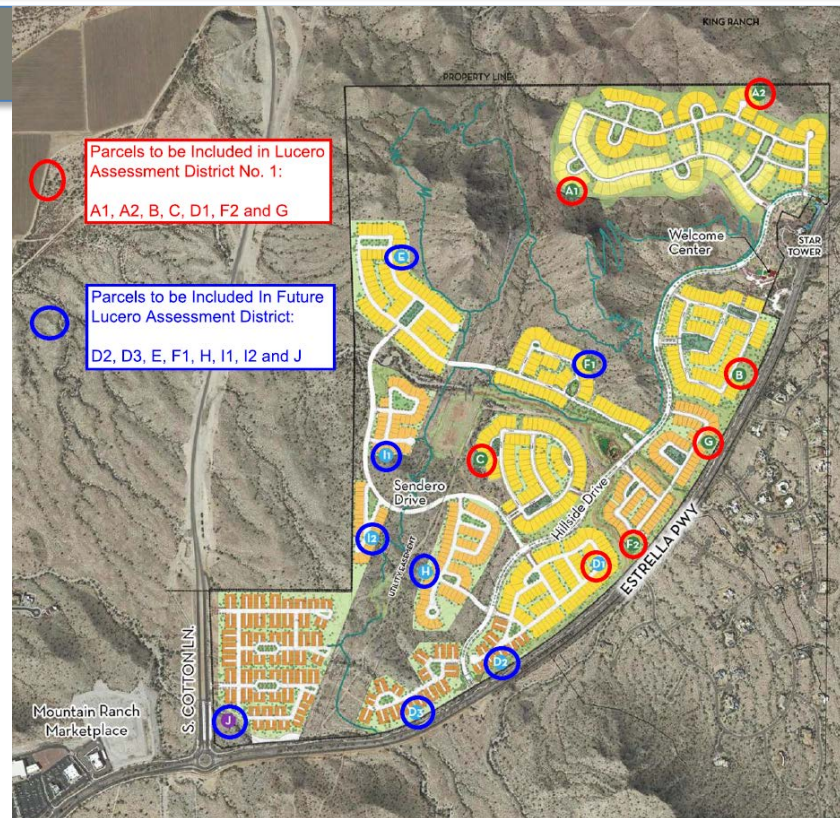 KING RANCH
PROPERTY LINE
A2
Parcels to be Included in Lucero
Assessment District No. 1:
A1, A2, B, C, D1, F2 and G
A1
Welcome
Center
STAR
TOWER
E
Parcels to be Included In Future
Lucero Assessment District:
D2, D3, E, F1, H, I1, I2 and J
F1
B
G
I1
C
Sendero
Drive
Hillside Drive
I2
F2
UTILITY EASMENT
H
D1
ESTRELLA PWY
S. COTTON LN.
D2
D3
J
Mountain Ranch
Marketplace